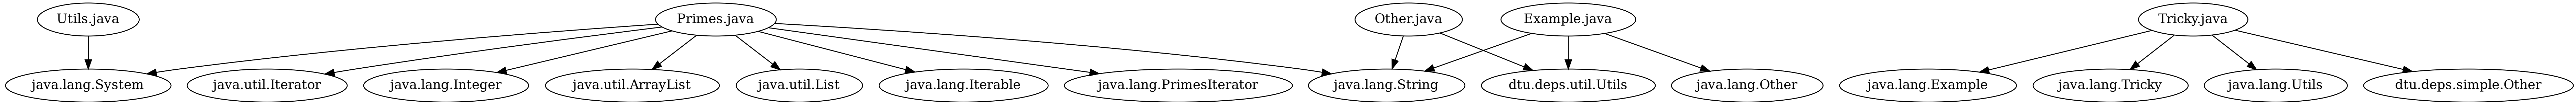 Utils.java
Primes.java
Other.java
Example.java
Tricky.java
java.lang.System
java.util.Iterator
java.lang.Integer
java.util.ArrayList
java.util.List
java.lang.Iterable
java.lang.PrimesIterator
java.lang.String
dtu.deps.util.Utils
java.lang.Other
java.lang.Example
java.lang.Tricky
java.lang.Utils
dtu.deps.simple.Other